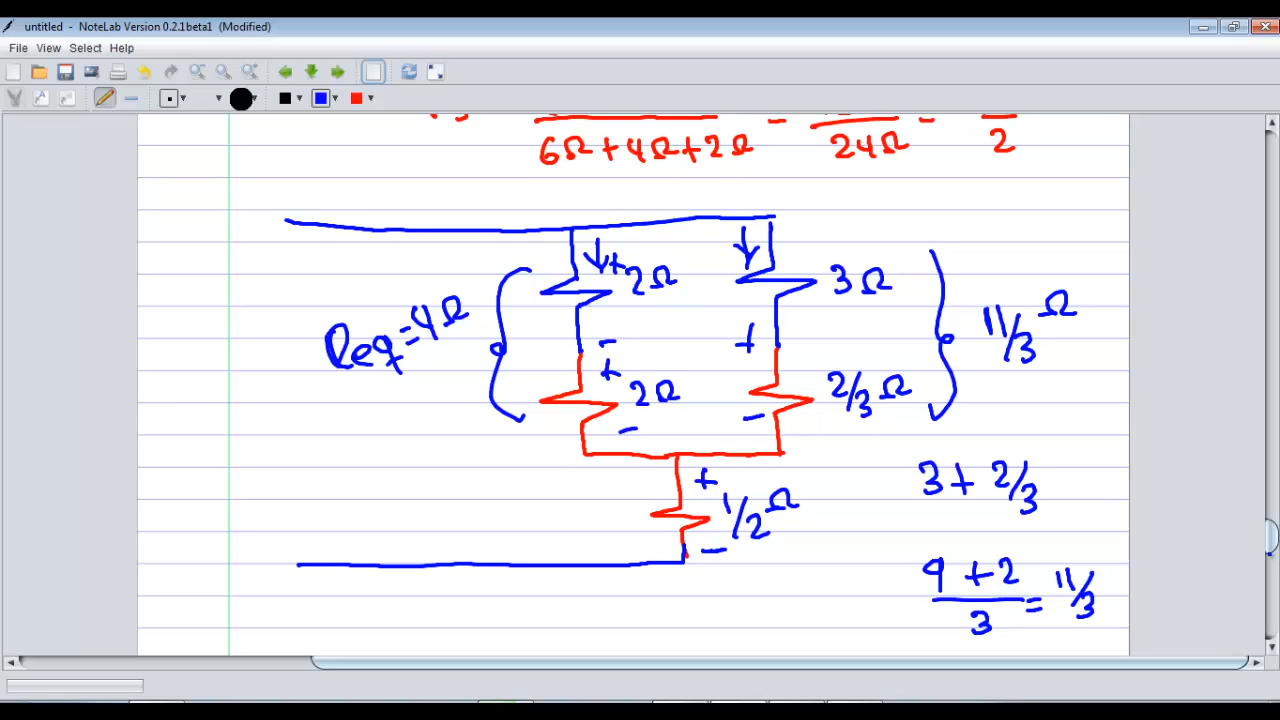 untitled - NoteLab Version 0.2.1beta1 (Modified)
File View Select Help
6Ω+4Ω+2Ω = 24Ω = 2
+2Ω 3Ω
Req=4Ω 11/3 Ω
- +
+ 2Ω 2/3 Ω
- -
+ 3 + 2/3
1/2 Ω
-
9 + 2
3 = 11/3